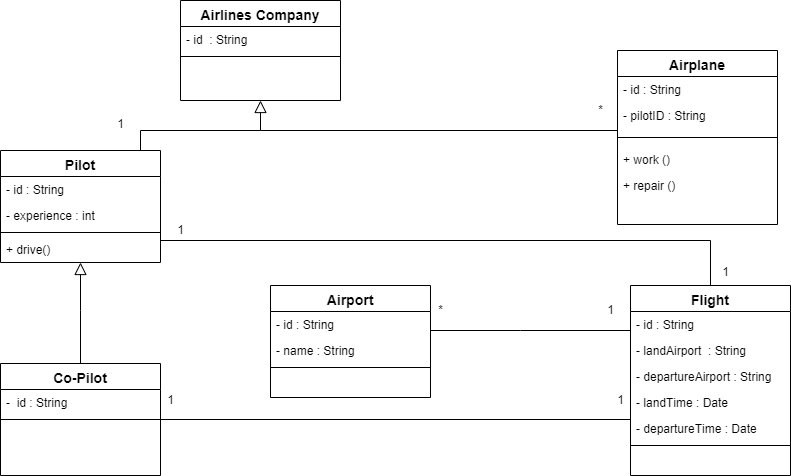 Airlines Company
- id : String
Airplane
- id : String
- pilotID : String
+ work ()
+ repair ()
1
*
Pilot
- id : String
- experience : int
+ drive()
1
1
Airport
- id : String
- name : String
*
1
Flight
- id : String
- landAirport : String
- departureAirport : String
- landTime : Date
- departureTime : Date
Co-Pilot
- id : String
1
1